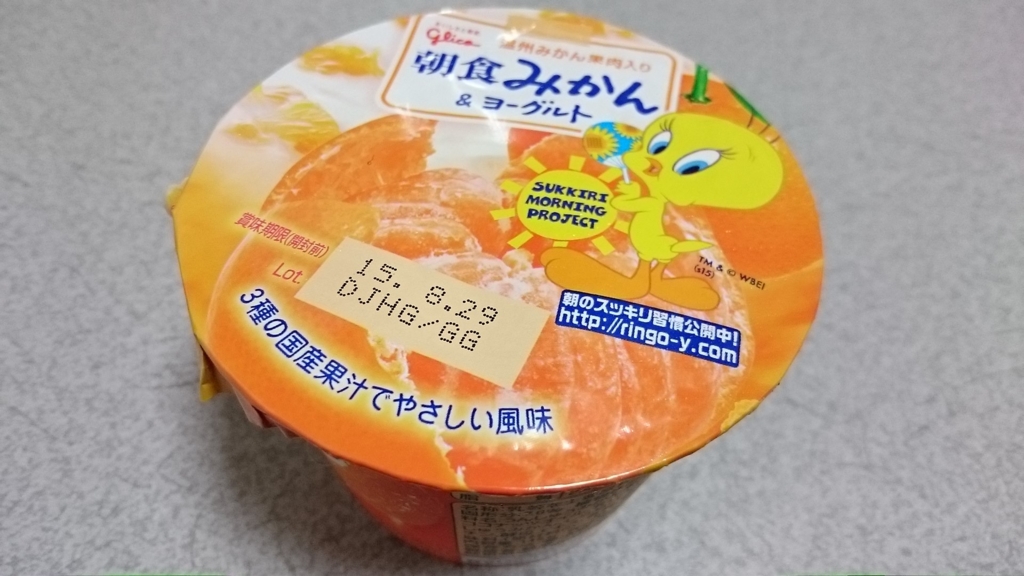 glico
温州みかん果肉入り
朝食みかん
&ヨーグルト
SUKKIRI
MORNING
PROJECT
賞味期限(開封前)
Lot
15. 8.29
DJHG/GG
TM & © WBEI
(s15)
朝のスッキリ習慣公開中!
http://ringo-y.com
3種の国産果汁でやさしい風味